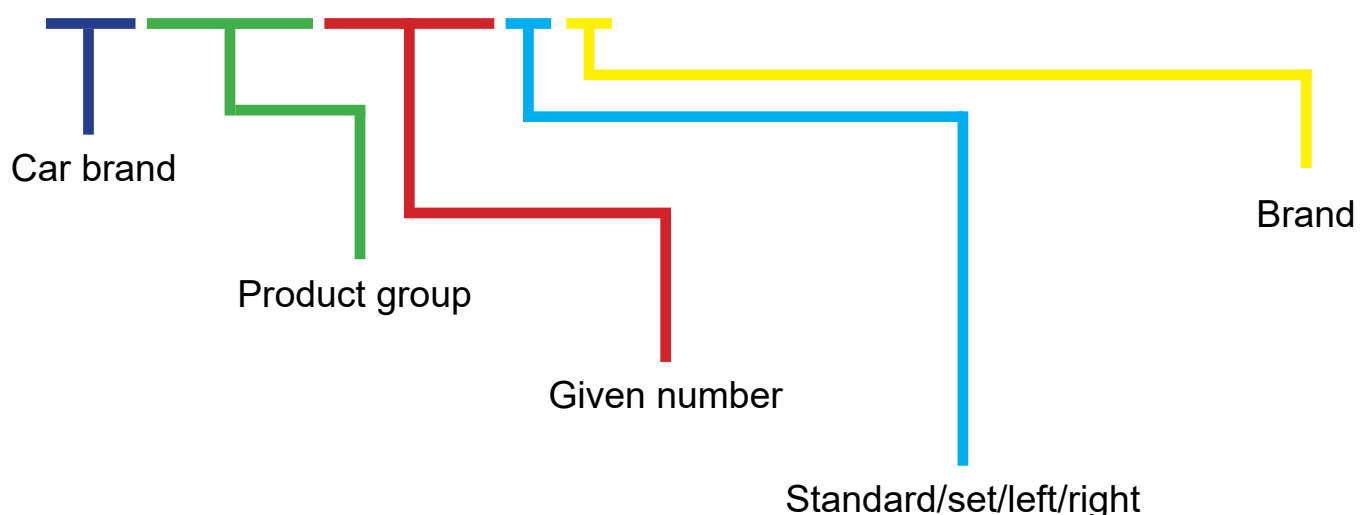 Car brand
Brand
Product group
Given number
Standard/set/left/right